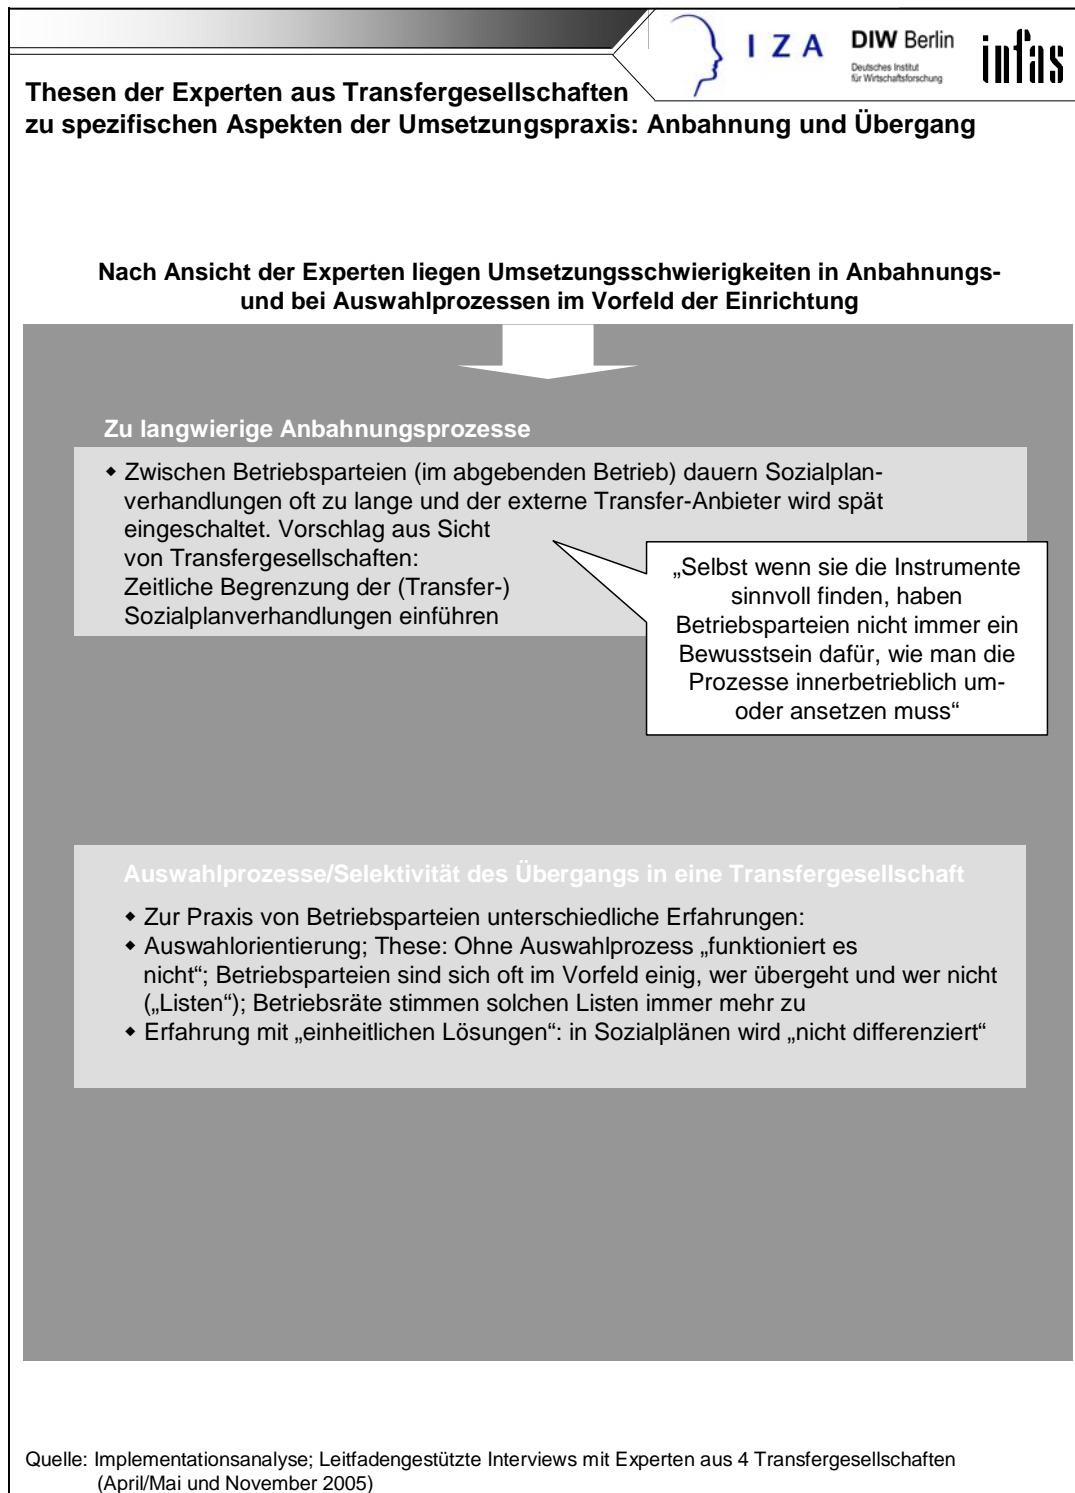 I Z A
DIW Berlin
Deutsches Institut
für Wirtschaftsforschung
infas
Thesen der Experten aus Transfergesellschaften
zu spezifischen Aspekten der Umsetzungspraxis: Anbahnung und Übergang
Nach Ansicht der Experten liegen Umsetzungsschwierigkeiten in Anbahnungs-
und bei Auswahlprozessen im Vorfeld der Einrichtung
Zu langwierige Anbahnungsprozesse
◆ Zwischen Betriebsparteien (im abgebenden Betrieb) dauern Sozialplan-
verhandlungen oft zu lange und der externe Transfer-Anbieter wird spät
eingeschaltet. Vorschlag aus Sicht
von Transfergesellschaften:
Zeitliche Begrenzung der (Transfer-)
Sozialplanverhandlungen einführen
„Selbst wenn sie die Instrumente
sinnvoll finden, haben
Betriebsparteien nicht immer ein
Bewusstsein dafür, wie man die
Prozesse innerbetrieblich um-
oder ansetzen muss“
Auswahlprozesse/Selektivität des Übergangs in eine Transfergesellschaft
◆ Zur Praxis von Betriebsparteien unterschiedliche Erfahrungen:
◆ Auswahlorientierung; These: Ohne Auswahlprozess „funktioniert es
nicht“; Betriebsparteien sind sich oft im Vorfeld einig, wer übergeht und wer nicht
(„Listen“); Betriebsräte stimmen solchen Listen immer mehr zu
◆ Erfahrung mit „einheitlichen Lösungen“: in Sozialplänen wird „nicht differenziert“
Quelle: Implementationsanalyse; Leitfadengestützte Interviews mit Experten aus 4 Transfergesellschaften
(April/Mai und November 2005)